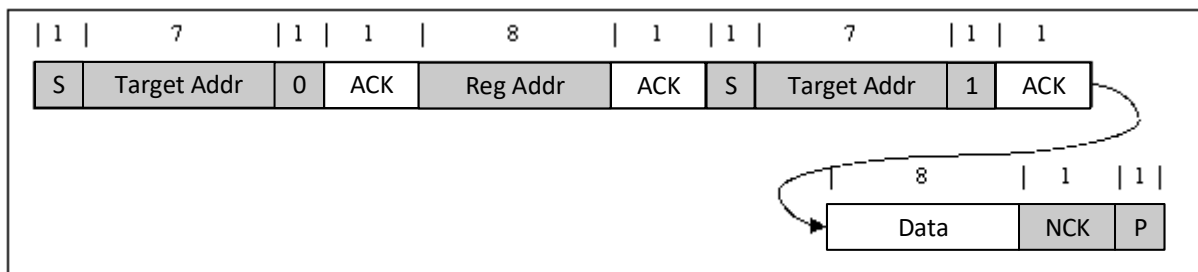 | 1 | 7 | 1 | 1 | 8 | 1 | 1 | 7 | 1 | 1
S Target Addr 0 ACK Reg Addr ACK S Target Addr 1 ACK
| 8 | 1 | 1 |
Data NCK P